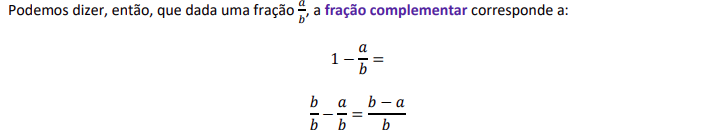 Podemos dizer, então, que dada uma fração a/b, a fração complementar corresponde a:
1 − a/b =
b/b − a/b = (b − a)/b